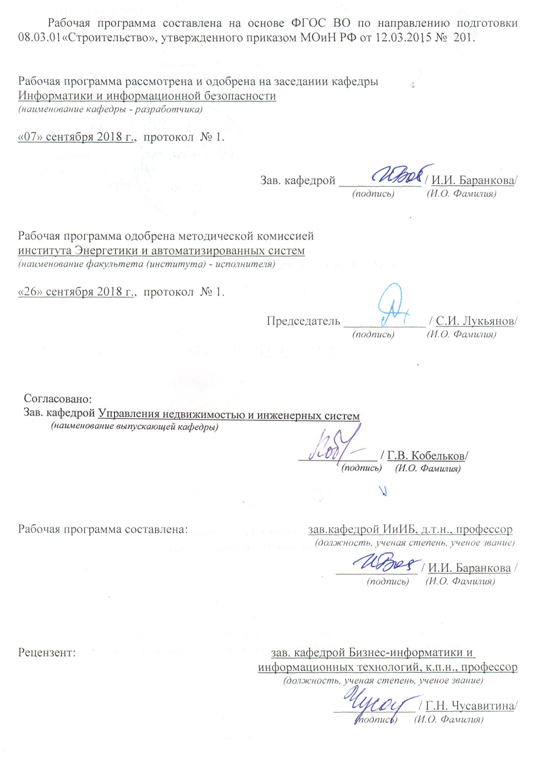 Рабочая программа составлена на основе ФГОС ВО по направлению подготовки
08.03.01«Строительство», утвержденного приказом МОиН РФ от 12.03.2015 № 201.
Рабочая программа рассмотрена и одобрена на заседании кафедры
Информатики и информационной безопасности
(наименование кафедры - разработчика)
«07» сентября 2018 г., протокол № 1.
Зав. кафедрой ____________ / И.И. Баранкова/
(подпись) (И.О. Фамилия)
Рабочая программа одобрена методической комиссией
института Энергетики и автоматизированных систем
(наименование факультета (института) - исполнителя)
«26» сентября 2018 г., протокол № 1.
Председатель ____________ / С.И. Лукьянов/
(подпись) (И.О. Фамилия)
Согласовано:
Зав. кафедрой Управления недвижимостью и инженерных систем
(наименование выпускающей кафедры)
____________ / Г.В. Кобельков/
(подпись) (И.О. Фамилия)
Рабочая программа составлена: зав.кафедрой ИиИБ, д.т.н., профессор
(должность, ученая степень, ученое звание)
____________ / И.И. Баранкова /
(подпись) (И.О. Фамилия)
Рецензент: зав. кафедрой Бизнес-информатики и
информационных технологий, к.п.н., профессор
(должность, ученая степень, ученое звание)
____________ / Г.Н. Чусавитина/
(подпись) (И.О. Фамилия)